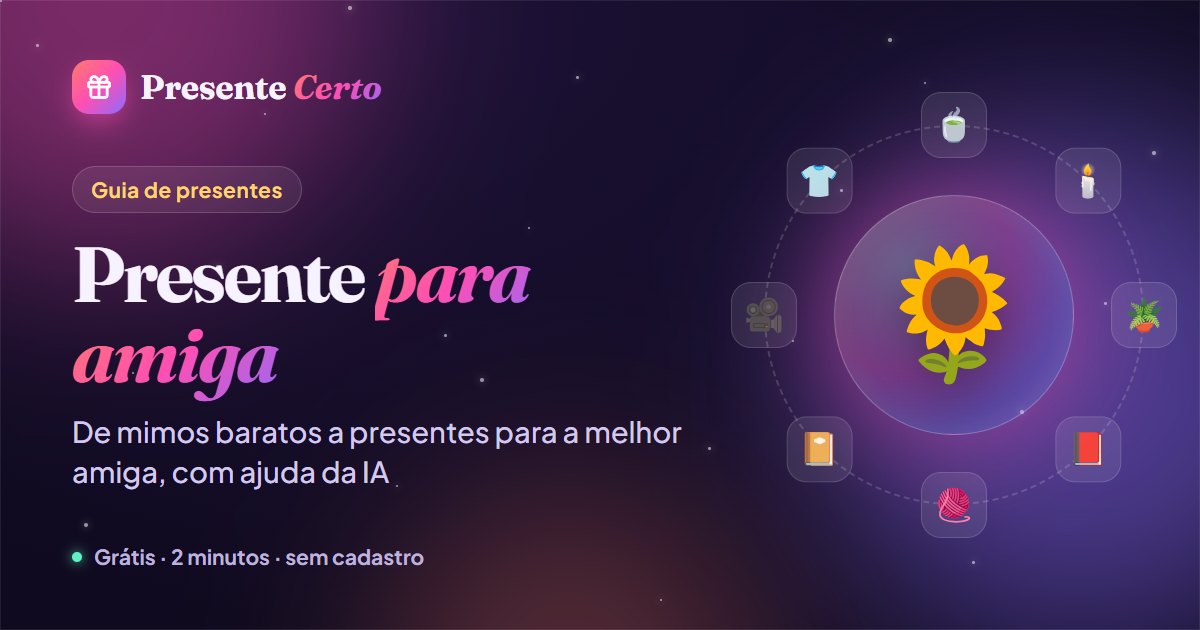 Presente Certo
Guia de presentes
Presente para
amiga
De mimos baratos a presentes para a melhor
amiga, com ajuda da IA
Grátis · 2 minutos · sem cadastro